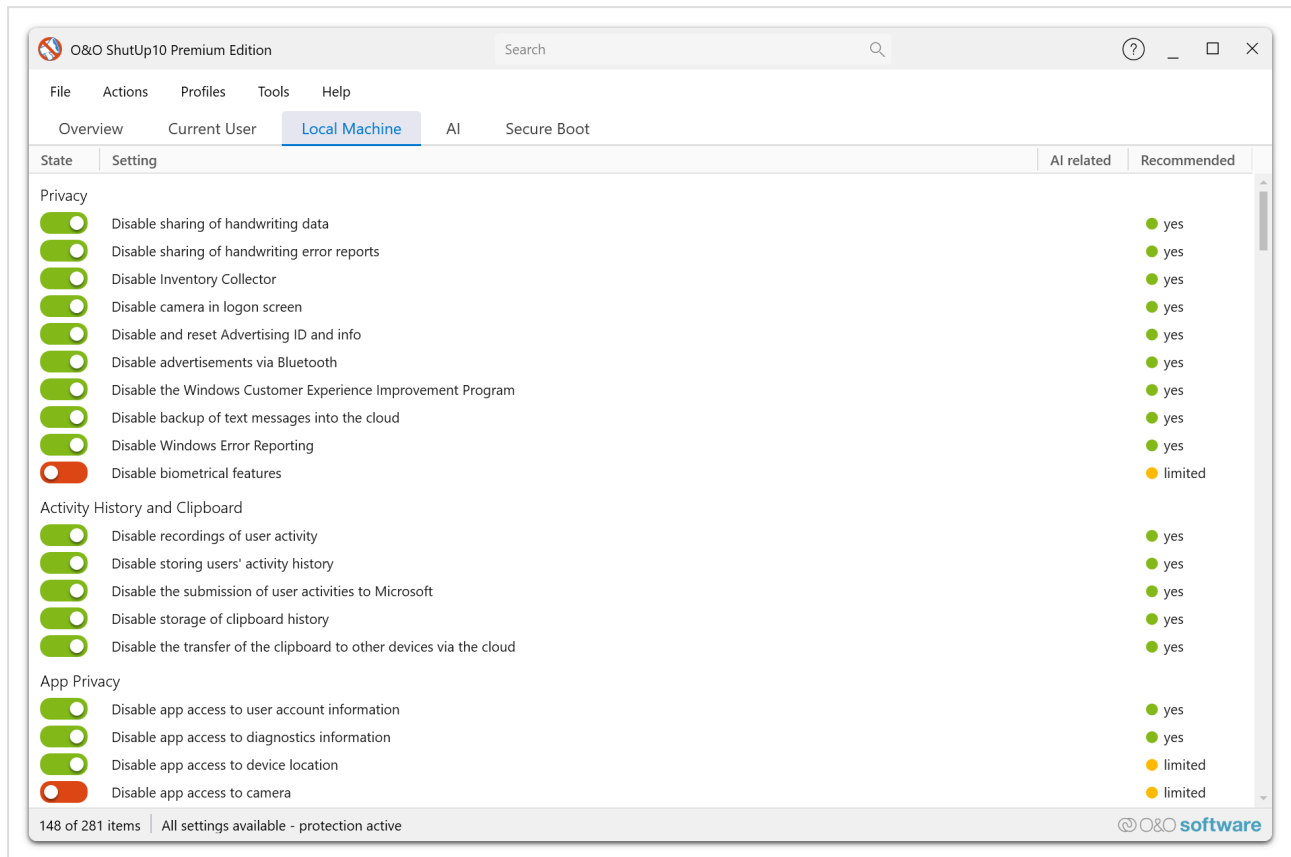 O&O ShutUp10 Premium Edition Search ?
File Actions Profiles Tools Help
Overview Current User Local Machine AI Secure Boot
State Setting AI related Recommended
Privacy
Disable sharing of handwriting data yes
Disable sharing of handwriting error reports yes
Disable Inventory Collector yes
Disable camera in logon screen yes
Disable and reset Advertising ID and info yes
Disable advertisements via Bluetooth yes
Disable the Windows Customer Experience Improvement Program yes
Disable backup of text messages into the cloud yes
Disable Windows Error Reporting yes
Disable biometrical features limited
Activity History and Clipboard
Disable recordings of user activity yes
Disable storing users' activity history yes
Disable the submission of user activities to Microsoft yes
Disable storage of clipboard history yes
Disable the transfer of the clipboard to other devices via the cloud yes
App Privacy
Disable app access to user account information yes
Disable app access to diagnostics information yes
Disable app access to device location limited
Disable app access to camera limited
148 of 281 items All settings available - protection active O&O software